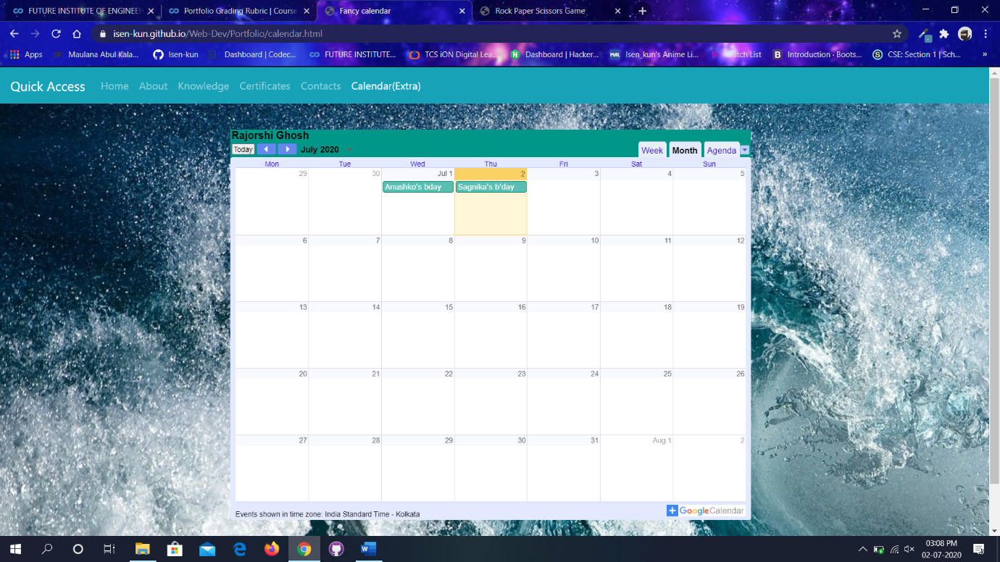 FUTURE INSTITUTE OF ENGINEER
Portfolio Grading Rubric | Course
Fancy calendar
Rock Paper Scissors Game
isen-kun.github.io/Web-Dev/Portfolio/calendar.html
Apps
Maulana Abul Kala...
Isen-kun
Dashboard | Codec...
FUTURE INSTITUTE...
TCS iON Digital Lea...
Dashboard | Hacker...
MAL Isen_kun's Anime Li...
Watch List
B Introduction · Boots...
S CSE: Section 1 | Sch...
»
Quick Access Home About Knowledge Certificates Contacts Calendar(Extra)
Rajorshi Ghosh
Today July 2020 Week Month Agenda
Mon Tue Wed Thu Fri Sat Sun
29 30 Jul 1 2 3 4 5
Anushko's bday Sagnika's b'day
6 7 8 9 10 11 12
13 14 15 16 17 18 19
20 21 22 23 24 25 26
27 28 29 30 31 Aug 1 2
Events shown in time zone: India Standard Time - Kolkata
Google Calendar
03:08 PM
02-07-2020